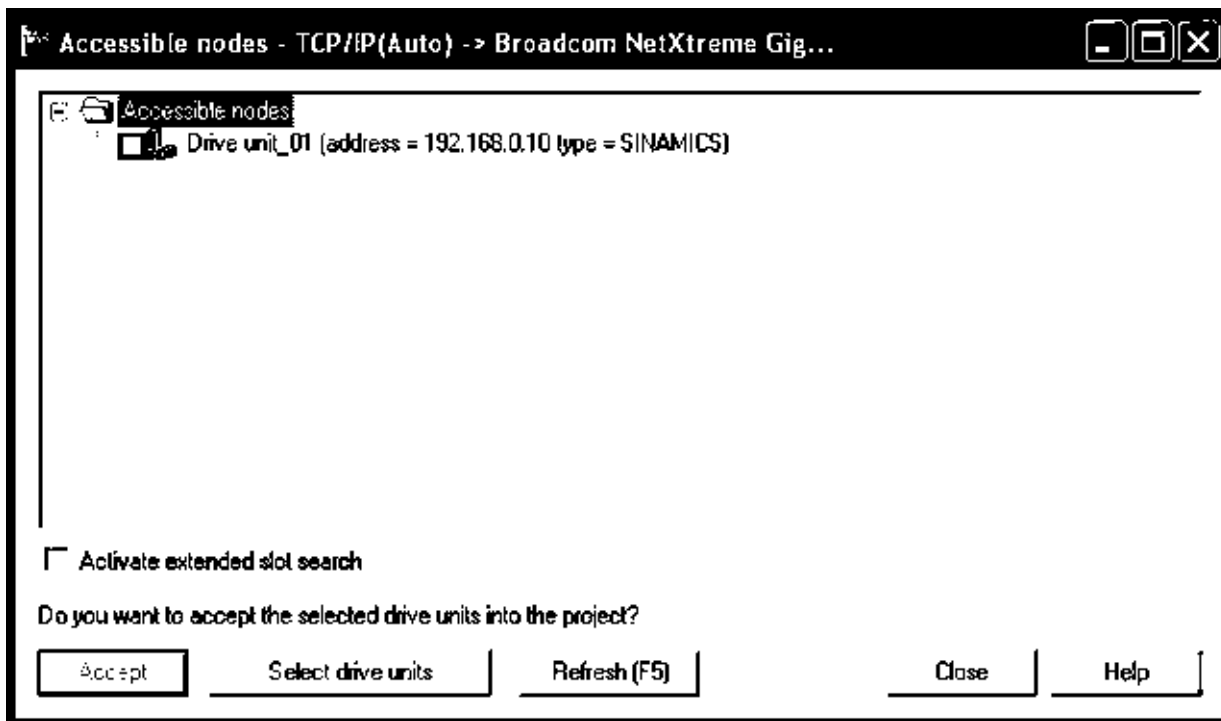 Accessible nodes - TCP/IP(Auto) -> Broadcom NetXtreme Gig...
Accessible nodes
Drive unit_01 (address = 192.168.0.10 type = SINAMICS)
Activate extended slot search
Do you want to accept the selected drive units into the project?
Accept Select drive units Refresh (F5) Close Help